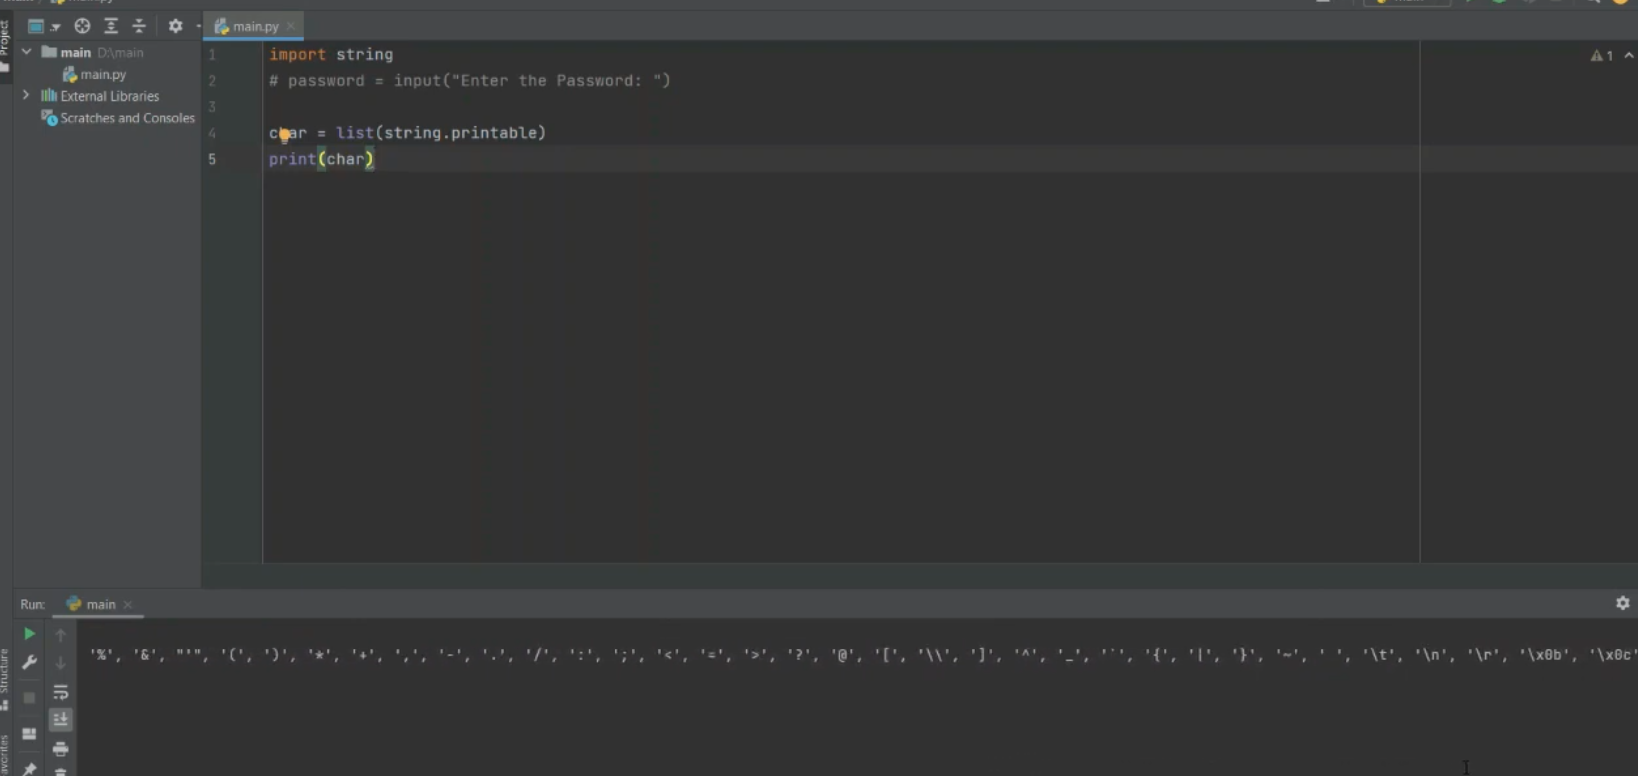 Project
main.py
main D:\main
main.py
External Libraries
Scratches and Consoles
1 import string
2 # password = input("Enter the Password: ")
3
4 char = list(string.printable)
5 print(char)
1
Run: main
'%', '&', "'", '(', ')', '*', '+', ',', '-', '.', '/', ':', ';', '<', '=', '>', '?', '@', '[', '\\', ']', '^', '_', '`', '{', '|', '}', '~', ' ', '\t', '\n', '\r', '\x0b', '\x0c'
Structure